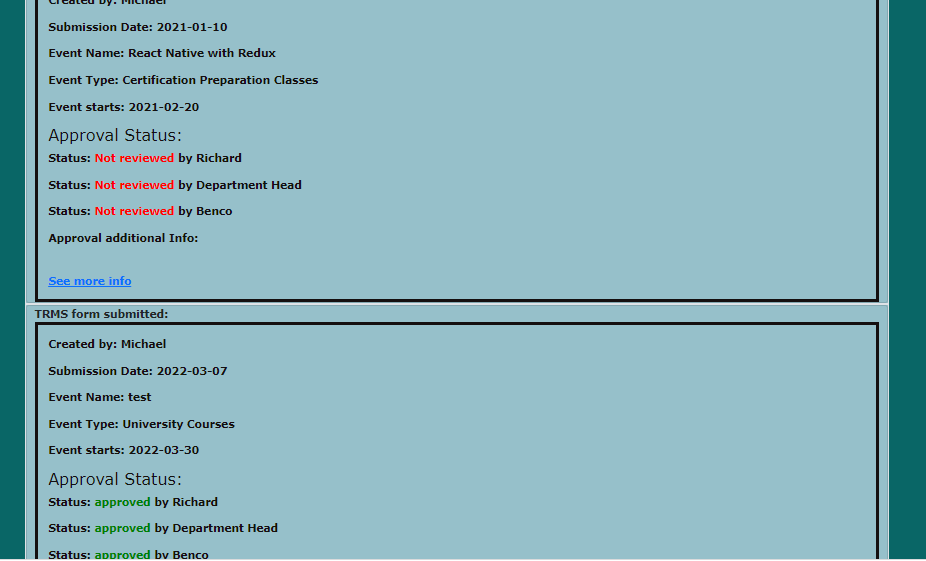 Created by: Michael
Submission Date: 2021-01-10
Event Name: React Native with Redux
Event Type: Certification Preparation Classes
Event starts: 2021-02-20
Approval Status:
Status: Not reviewed by Richard
Status: Not reviewed by Department Head
Status: Not reviewed by Benco
Approval additional Info:
See more info
TRMS form submitted:
Created by: Michael
Submission Date: 2022-03-07
Event Name: test
Event Type: University Courses
Event starts: 2022-03-30
Approval Status:
Status: approved by Richard
Status: approved by Department Head
Status: approved by Benco